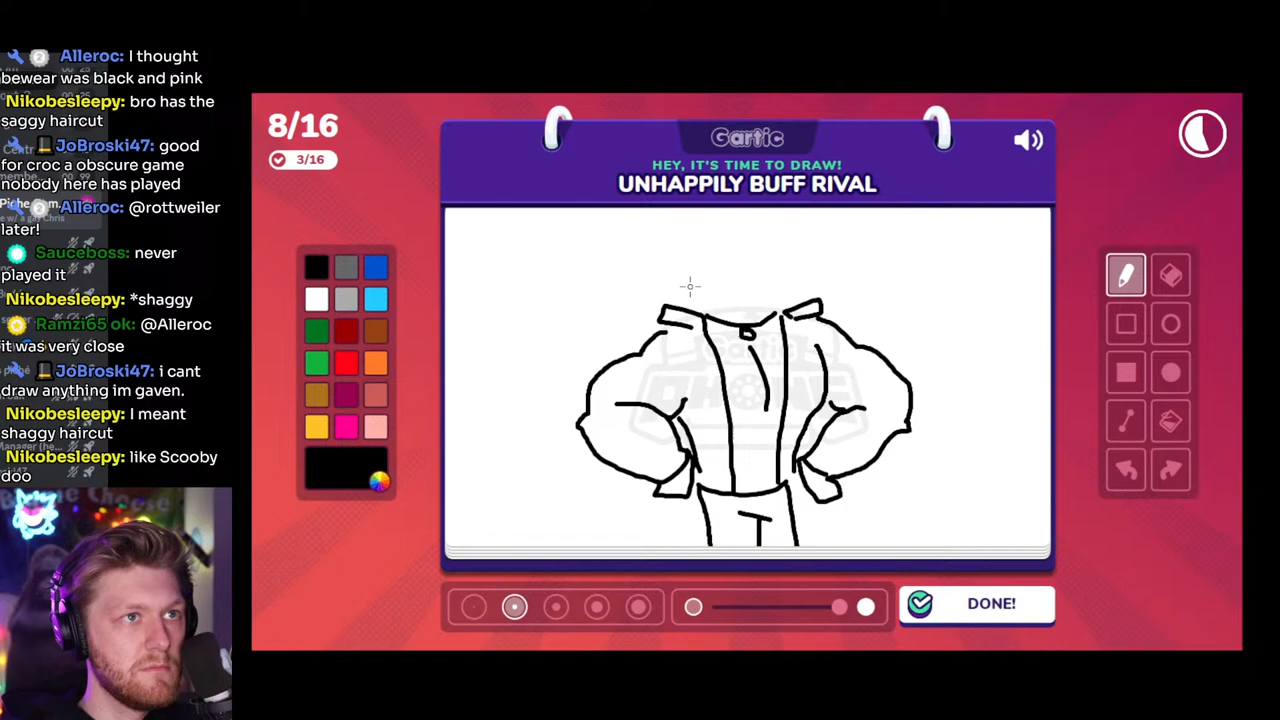 Alleroc: I thought
bewear was black and pink
Nikobesleepy: bro has the
saggy haircut
JoBroski47: good
for croc a obscure game
nobody here has played
Alleroc: @rottweiler
later!
Sauceboss: never
played it
Nikobesleepy: *shaggy
Ramzi65 ok: @Alleroc
it was very close
JoBroski47: i cant
draw anything im gaven.
Nikobesleepy: I meant
shaggy haircut
Nikobesleepy: like Scooby
doo
8/16
3/16
Gartic
HEY, IT'S TIME TO DRAW!
UNHAPPILY BUFF RIVAL
DONE!